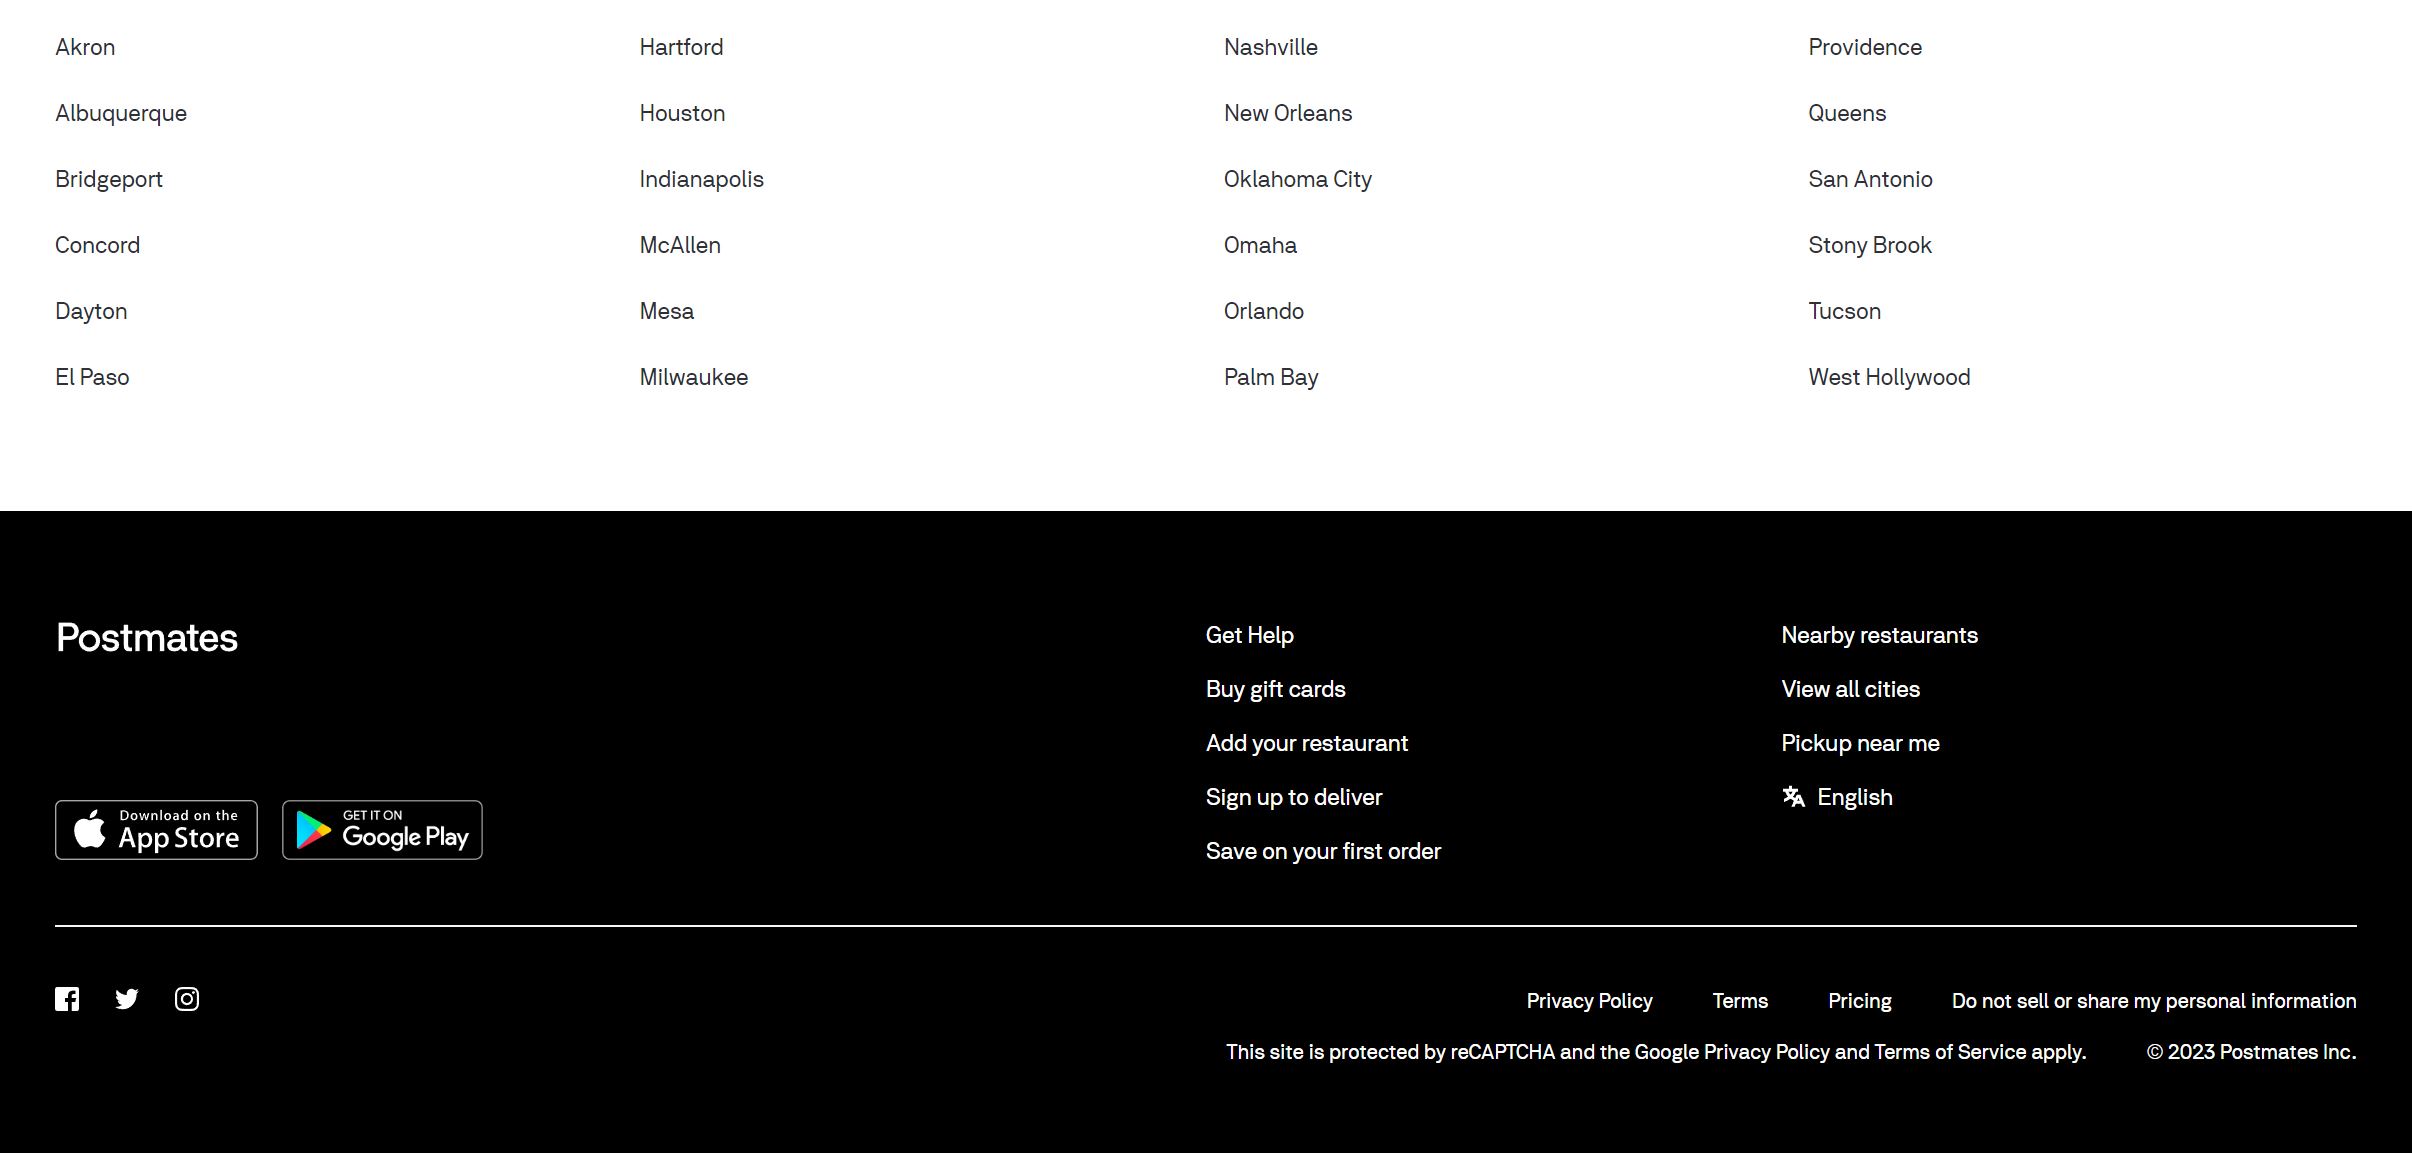 Akron
Albuquerque
Bridgeport
Concord
Dayton
El Paso
Hartford
Houston
Indianapolis
McAllen
Mesa
Milwaukee
Nashville
New Orleans
Oklahoma City
Omaha
Orlando
Palm Bay
Providence
Queens
San Antonio
Stony Brook
Tucson
West Hollywood
Postmates
Download on the
App Store
GET IT ON
Google Play
Get Help
Buy gift cards
Add your restaurant
Sign up to deliver
Save on your first order
Nearby restaurants
View all cities
Pickup near me
English
Privacy Policy
Terms
Pricing
Do not sell or share my personal information
This site is protected by reCAPTCHA and the Google Privacy Policy and Terms of Service apply.
© 2023 Postmates Inc.